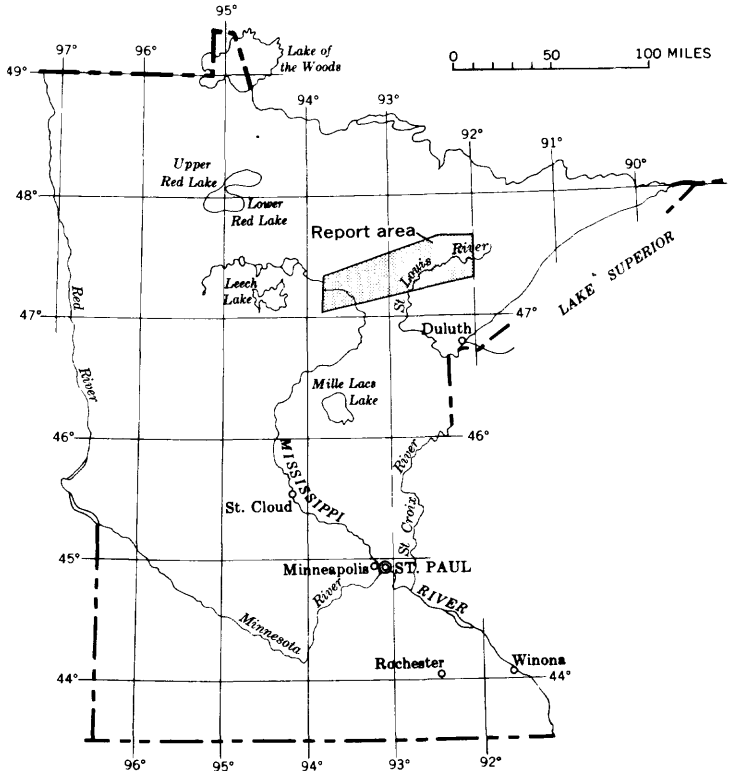 95°
97°
96°
Lake of
the Woods
0
100 MILES
49°
94°
93°
92°
91°
90°
Upper
Red Lake
48°
Lower
Red Lake
Report area
River
St Louis
Leech
Lake
LAKE SUPERIOR
Red
River
47°
47°
Duluth
Mille Lacs
Lake
46°
46°
MISSISSIPPI
River
St Croix
St. Cloud
45°
Minneapolis
ST. PAUL
River
RIVER
Minnesota
Rochester
Winona
44°
44°
96°
95°
94°
93°
92°